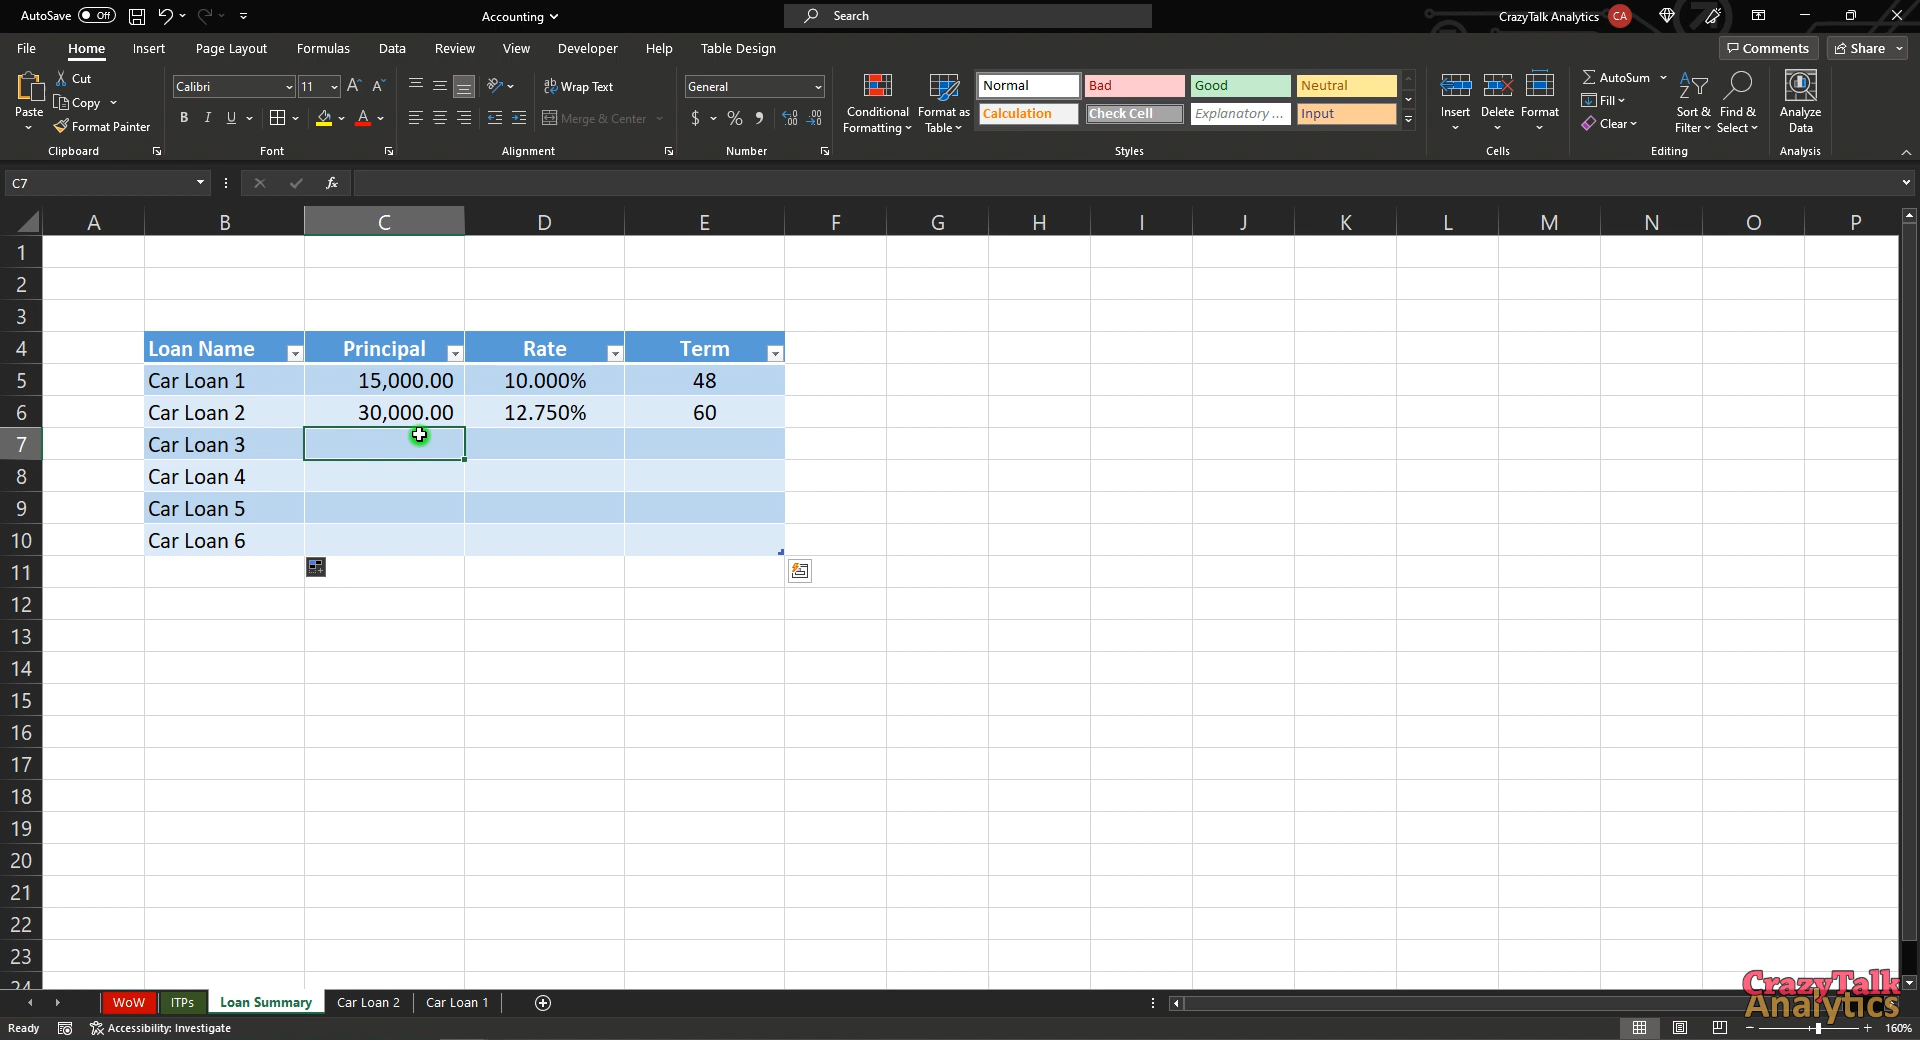 AutoSave Off Accounting Search CrazyTalk Analytics CA
File Home Insert Page Layout Formulas Data Review View Developer Help Table Design Comments Share
Paste Cut Copy Format Painter Clipboard
Calibri 11 A A B I U A Font
Wrap Text Merge & Center Alignment
General $ % Number
Conditional Formatting Format as Table
Normal Bad Good Neutral
Calculation Check Cell Explanatory ... Input
Styles
Insert Delete Format Cells
AutoSum Fill Clear Sort & Filter Find & Select Editing
Analyze Data Analysis
C7 fx
A B C D E F G H I J K L M N O P
1
2
3
4 Loan Name Principal Rate Term
5 Car Loan 1 15,000.00 10.000% 48
6 Car Loan 2 30,000.00 12.750% 60
7 Car Loan 3
8 Car Loan 4
9 Car Loan 5
10 Car Loan 6
11
12
13
14
15
16
17
18
19
20
21
22
23
24
CrazyTalk
Analytics
WoW ITPs Loan Summary Car Loan 2 Car Loan 1
Ready Accessibility: Investigate 160%